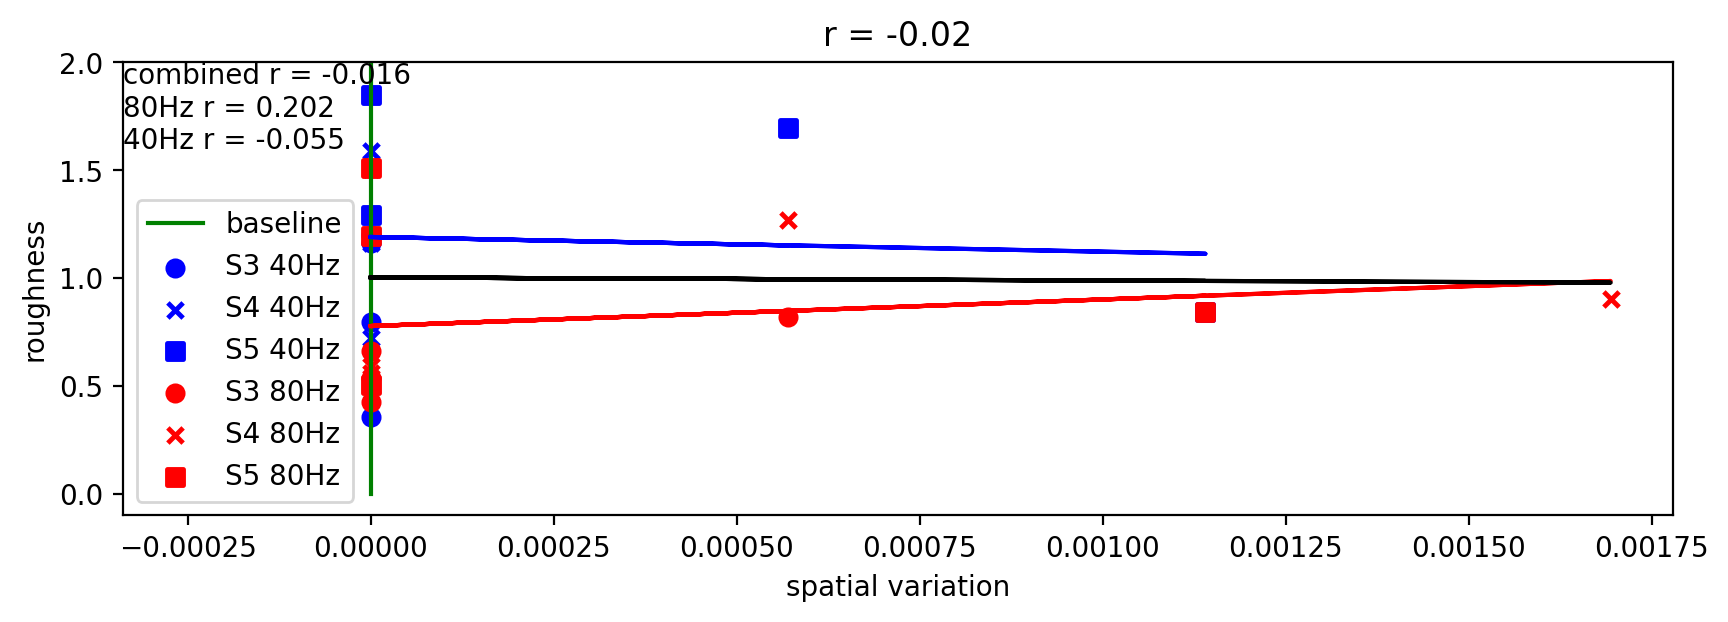 r = -0.02
combined r = -0.016
80Hz r = 0.202
40Hz r = -0.055
2.0
1.5
1.0
0.5
0.0
roughness
baseline
S3 40Hz
S4 40Hz
S5 40Hz
S3 80Hz
S4 80Hz
S5 80Hz
−0.00025 0.00000 0.00025 0.00050 0.00075 0.00100 0.00125 0.00150 0.00175
spatial variation